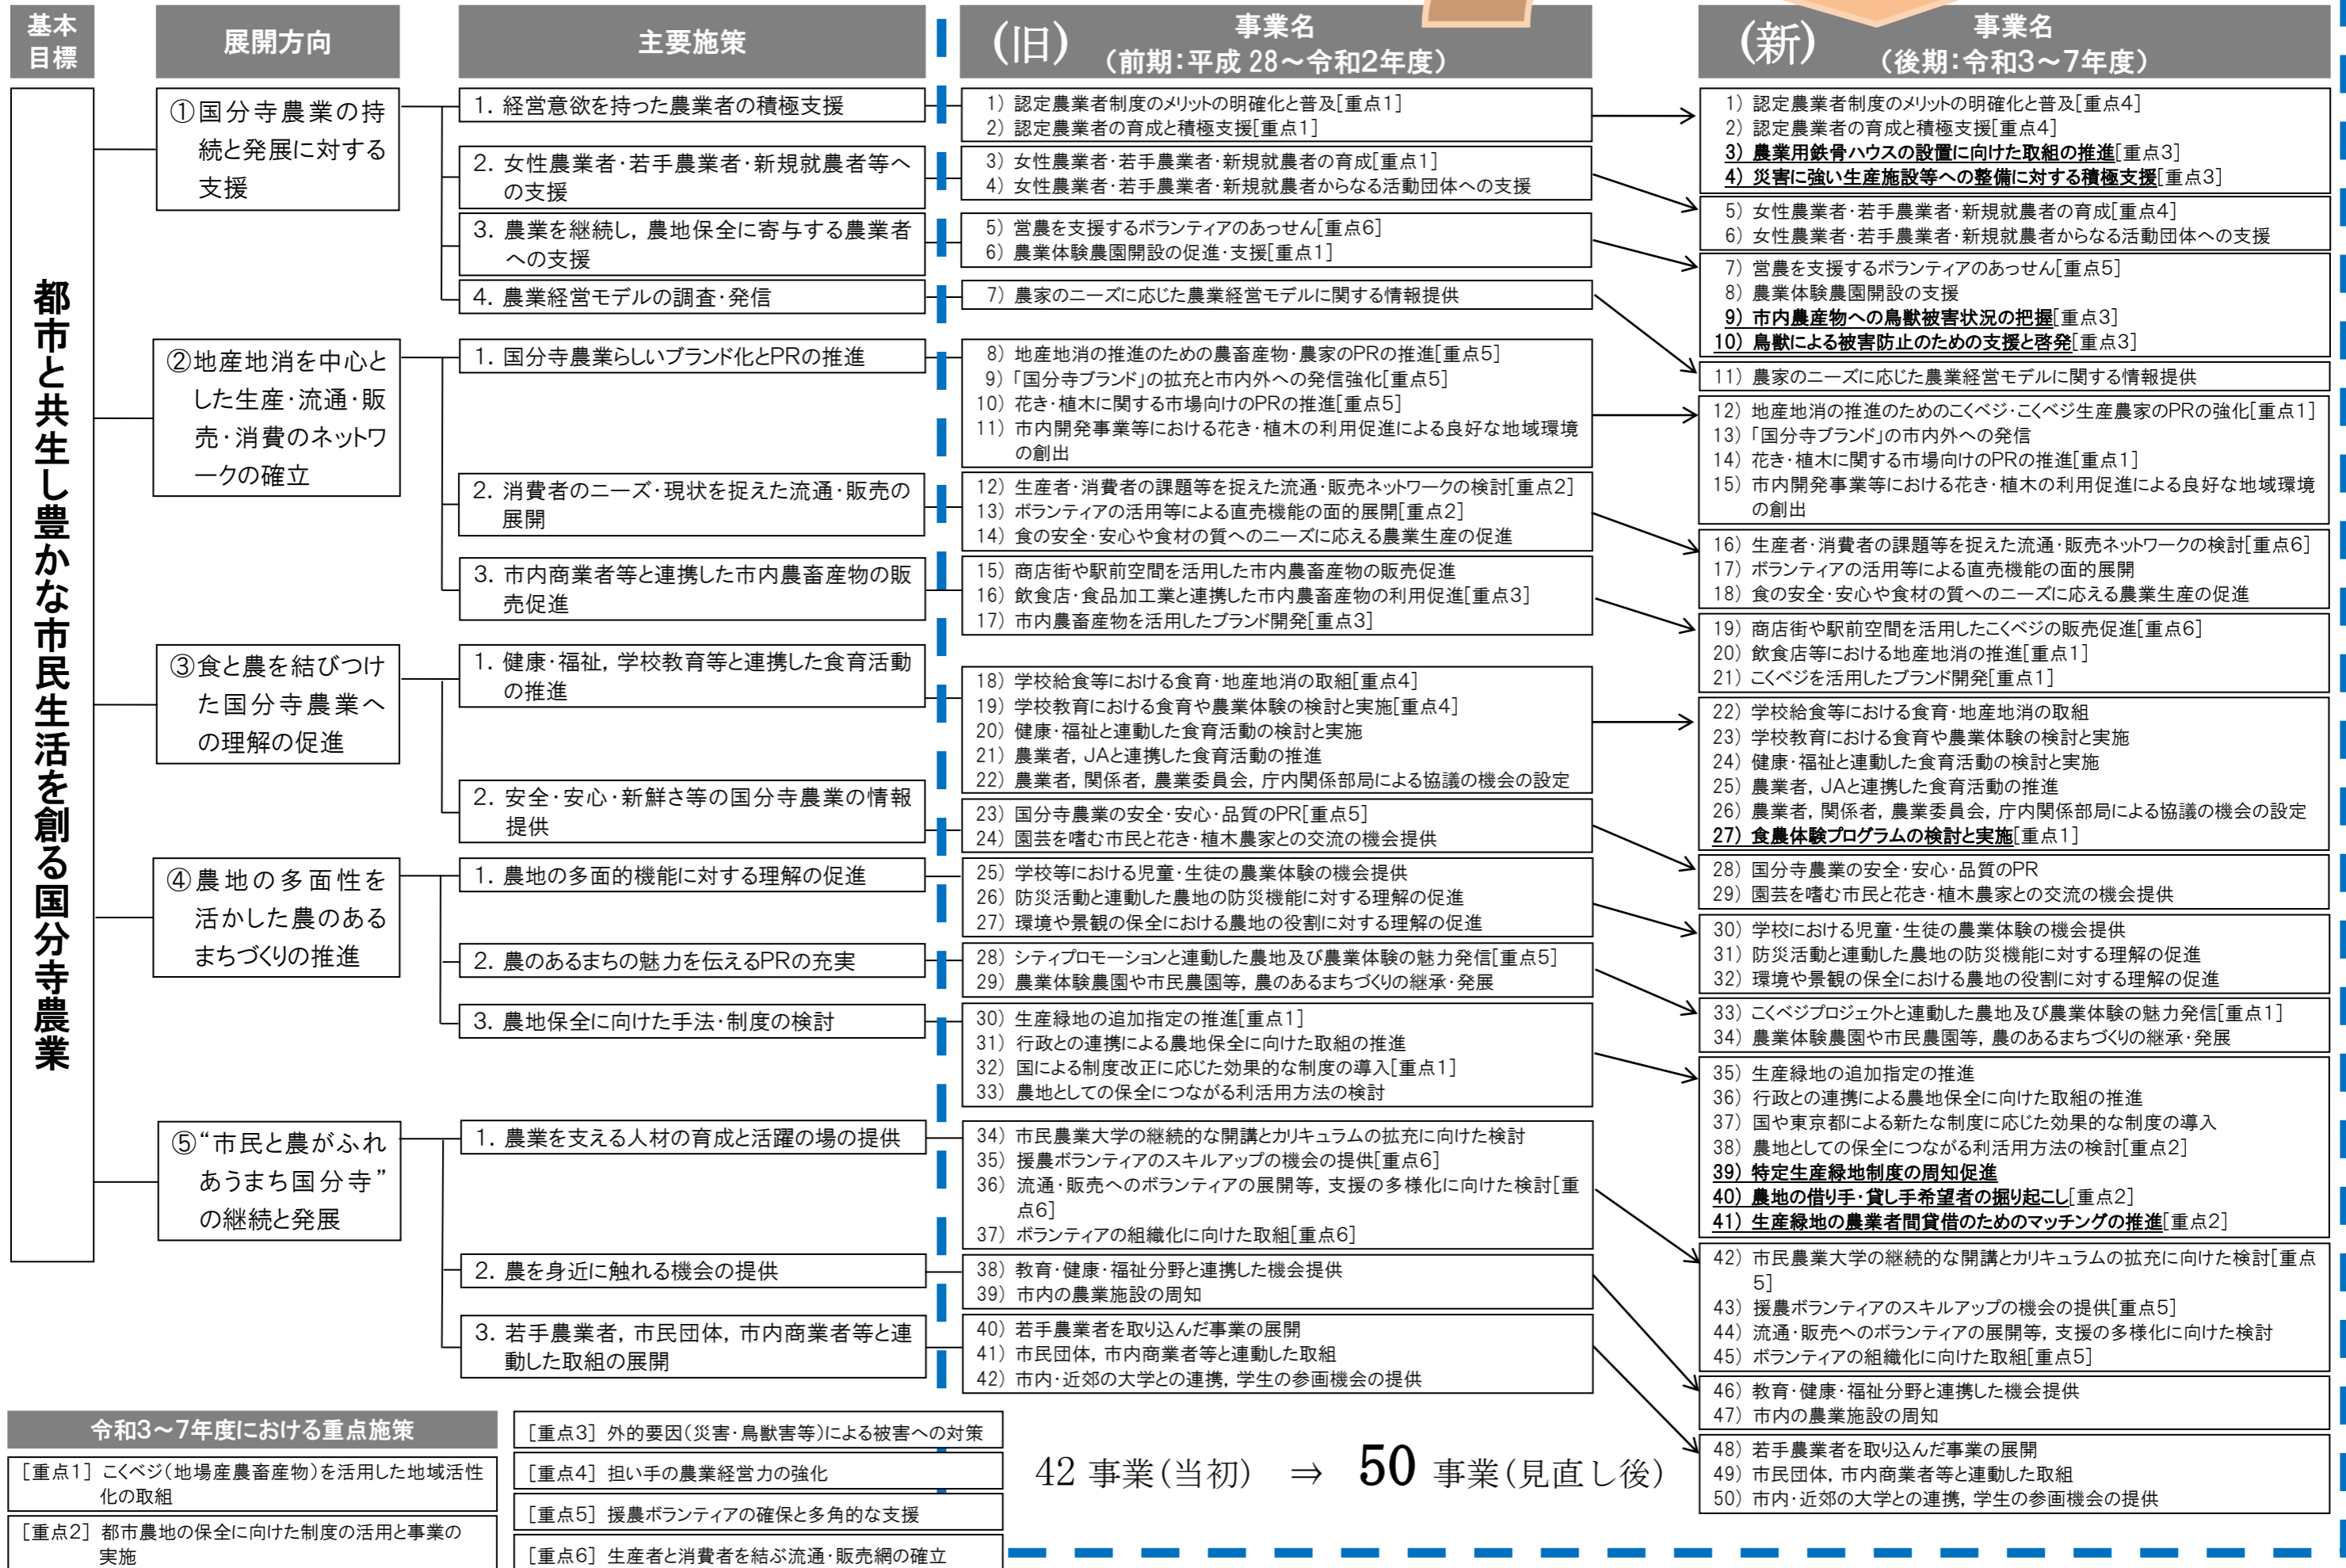 基本
目標
展開方向
主要施策
(旧)
事業名
(前期:平成 28～令和2年度)
(新)
事業名
(後期:令和3～7年度)
都市と共生し豊かな市民生活を創る国分寺農業
①国分寺農業の持
続と発展に対する
支援
1. 経営意欲を持った農業者の積極支援
2. 女性農業者・若手農業者・新規就農者等へ
の支援
3. 農業を継続し, 農地保全に寄与する農業者
への支援
4. 農業経営モデルの調査・発信
②地産地消を中心と
した生産・流通・販
売・消費のネットワ
ークの確立
1. 国分寺農業らしいブランド化とPRの推進
2. 消費者のニーズ・現状を捉えた流通・販売の
展開
3. 市内商業者等と連携した市内農畜産物の販
売促進
③食と農を結びつけ
た国分寺農業へ
の理解の促進
1. 健康・福祉, 学校教育等と連携した食育活動
の推進
2. 安全・安心・新鮮さ等の国分寺農業の情報
提供
④農地の多面性を
活かした農のある
まちづくりの推進
1. 農地の多面的機能に対する理解の促進
2. 農のあるまちの魅力を伝えるPRの充実
3. 農地保全に向けた手法・制度の検討
⑤“市民と農がふれ
あうまち国分寺”
の継続と発展
1. 農業を支える人材の育成と活躍の場の提供
2. 農を身近に触れる機会の提供
3. 若手農業者, 市民団体, 市内商業者等と連
動した取組の展開
1) 認定農業者制度のメリットの明確化と普及[重点1]
2) 認定農業者の育成と積極支援[重点1]
3) 女性農業者・若手農業者・新規就農者の育成[重点1]
4) 女性農業者・若手農業者・新規就農者からなる活動団体への支援
5) 営農を支援するボランティアのあっせん[重点6]
6) 農業体験農園開設の促進・支援[重点1]
7) 農家のニーズに応じた農業経営モデルに関する情報提供
8) 地産地消の推進のための農畜産物・農家のPRの推進[重点5]
9)「国分寺ブランド」の拡充と市内外への発信強化[重点5]
10) 花き・植木に関する市場向けのPRの推進[重点5]
11) 市内開発事業等における花き・植木の利用促進による良好な地域環境
の創出
12) 生産者・消費者の課題等を捉えた流通・販売ネットワークの検討[重点2]
13) ボランティアの活用等による直売機能の面的展開[重点2]
14) 食の安全・安心や食材の質へのニーズに応える農業生産の促進
15) 商店街や駅前空間を活用した市内農畜産物の販売促進
16) 飲食店・食品加工業と連携した市内農畜産物の利用促進[重点3]
17) 市内農畜産物を活用したブランド開発[重点3]
18) 学校給食等における食育・地産地消の取組[重点4]
19) 学校教育における食育や農業体験の検討と実施[重点4]
20) 健康・福祉と連動した食育活動の検討と実施
21) 農業者, JAと連携した食育活動の推進
22) 農業者, 関係者, 農業委員会, 庁内関係部局による協議の機会の設定
23) 国分寺農業の安全・安心・品質のPR[重点5]
24) 園芸を嗜む市民と花き・植木農家との交流の機会提供
25) 学校等における児童・生徒の農業体験の機会提供
26) 防災活動と連動した農地の防災機能に対する理解の促進
27) 環境や景観の保全における農地の役割に対する理解の促進
28) シティプロモーションと連動した農地及び農業体験の魅力発信[重点5]
29) 農業体験農園や市民農園等, 農のあるまちづくりの継承・発展
30) 生産緑地の追加指定の推進[重点1]
31) 行政との連携による農地保全に向けた取組の推進
32) 国による制度改正に応じた効果的な制度の導入[重点1]
33) 農地としての保全につながる利活用方法の検討
34) 市民農業大学の継続的な開講とカリキュラムの拡充に向けた検討
35) 援農ボランティアのスキルアップの機会の提供[重点6]
36) 流通・販売へのボランティアの展開等, 支援の多様化に向けた検討[重
点6]
37) ボランティアの組織化に向けた取組[重点6]
38) 教育・健康・福祉分野と連携した機会提供
39) 市内の農業施設の周知
40) 若手農業者を取り込んだ事業の展開
41) 市民団体, 市内商業者等と連動した取組
42) 市内・近郊の大学との連携, 学生の参画機会の提供
1) 認定農業者制度のメリットの明確化と普及[重点4]
2) 認定農業者の育成と積極支援[重点4]
3) 農業用鉄骨ハウスの設置に向けた取組の推進[重点3]
4) 災害に強い生産施設等への整備に対する積極支援[重点3]
5) 女性農業者・若手農業者・新規就農者の育成[重点4]
6) 女性農業者・若手農業者・新規就農者からなる活動団体への支援
7) 営農を支援するボランティアのあっせん[重点5]
8) 農業体験農園開設の支援
9) 市内農産物への鳥獣被害状況の把握[重点3]
10) 鳥獣による被害防止のための支援と啓発[重点3]
11) 農家のニーズに応じた農業経営モデルに関する情報提供
12) 地産地消の推進のためのこくベジ・こくベジ生産農家のPRの強化[重点1]
13)「国分寺ブランド」の市内外への発信
14) 花き・植木に関する市場向けのPRの推進[重点1]
15) 市内開発事業等における花き・植木の利用促進による良好な地域環境
の創出
16) 生産者・消費者の課題等を捉えた流通・販売ネットワークの検討[重点6]
17) ボランティアの活用等による直売機能の面的展開
18) 食の安全・安心や食材の質へのニーズに応える農業生産の促進
19) 商店街や駅前空間を活用したこくベジの販売促進[重点6]
20) 飲食店等における地産地消の推進[重点1]
21) こくベジを活用したブランド開発[重点1]
22) 学校給食等における食育・地産地消の取組
23) 学校教育における食育や農業体験の検討と実施
24) 健康・福祉と連動した食育活動の検討と実施
25) 農業者, JAと連携した食育活動の推進
26) 農業者, 関係者, 農業委員会, 庁内関係部局による協議の機会の設定
27) 食農体験プログラムの検討と実施[重点1]
28) 国分寺農業の安全・安心・品質のPR
29) 園芸を嗜む市民と花き・植木農家との交流の機会提供
30) 学校における児童・生徒の農業体験の機会提供
31) 防災活動と連動した農地の防災機能に対する理解の促進
32) 環境や景観の保全における農地の役割に対する理解の促進
33) こくベジプロジェクトと連動した農地及び農業体験の魅力発信[重点1]
34) 農業体験農園や市民農園等, 農のあるまちづくりの継承・発展
35) 生産緑地の追加指定の推進
36) 行政との連携による農地保全に向けた取組の推進
37) 国や東京都による新たな制度に応じた効果的な制度の導入
38) 農地としての保全につながる利活用方法の検討[重点2]
39) 特定生産緑地制度の周知促進
40) 農地の借り手・貸し手希望者の掘り起こし[重点2]
41) 生産緑地の農業者間貸借のためのマッチングの推進[重点2]
42) 市民農業大学の継続的な開講とカリキュラムの拡充に向けた検討[重点
5]
43) 援農ボランティアのスキルアップの機会の提供[重点5]
44) 流通・販売へのボランティアの展開等, 支援の多様化に向けた検討
45) ボランティアの組織化に向けた取組[重点5]
46) 教育・健康・福祉分野と連携した機会提供
47) 市内の農業施設の周知
48) 若手農業者を取り込んだ事業の展開
49) 市民団体, 市内商業者等と連動した取組
50) 市内・近郊の大学との連携, 学生の参画機会の提供
令和3～7年度における重点施策
[重点1] こくベジ(地場産農畜産物)を活用した地域活性
化の取組
[重点2] 都市農地の保全に向けた制度の活用と事業の
実施
[重点3] 外的要因(災害・鳥獣害等)による被害への対策
[重点4] 担い手の農業経営力の強化
[重点5] 援農ボランティアの確保と多角的な支援
[重点6] 生産者と消費者を結ぶ流通・販売網の確立
42 事業(当初) ⇒ 50 事業(見直し後)